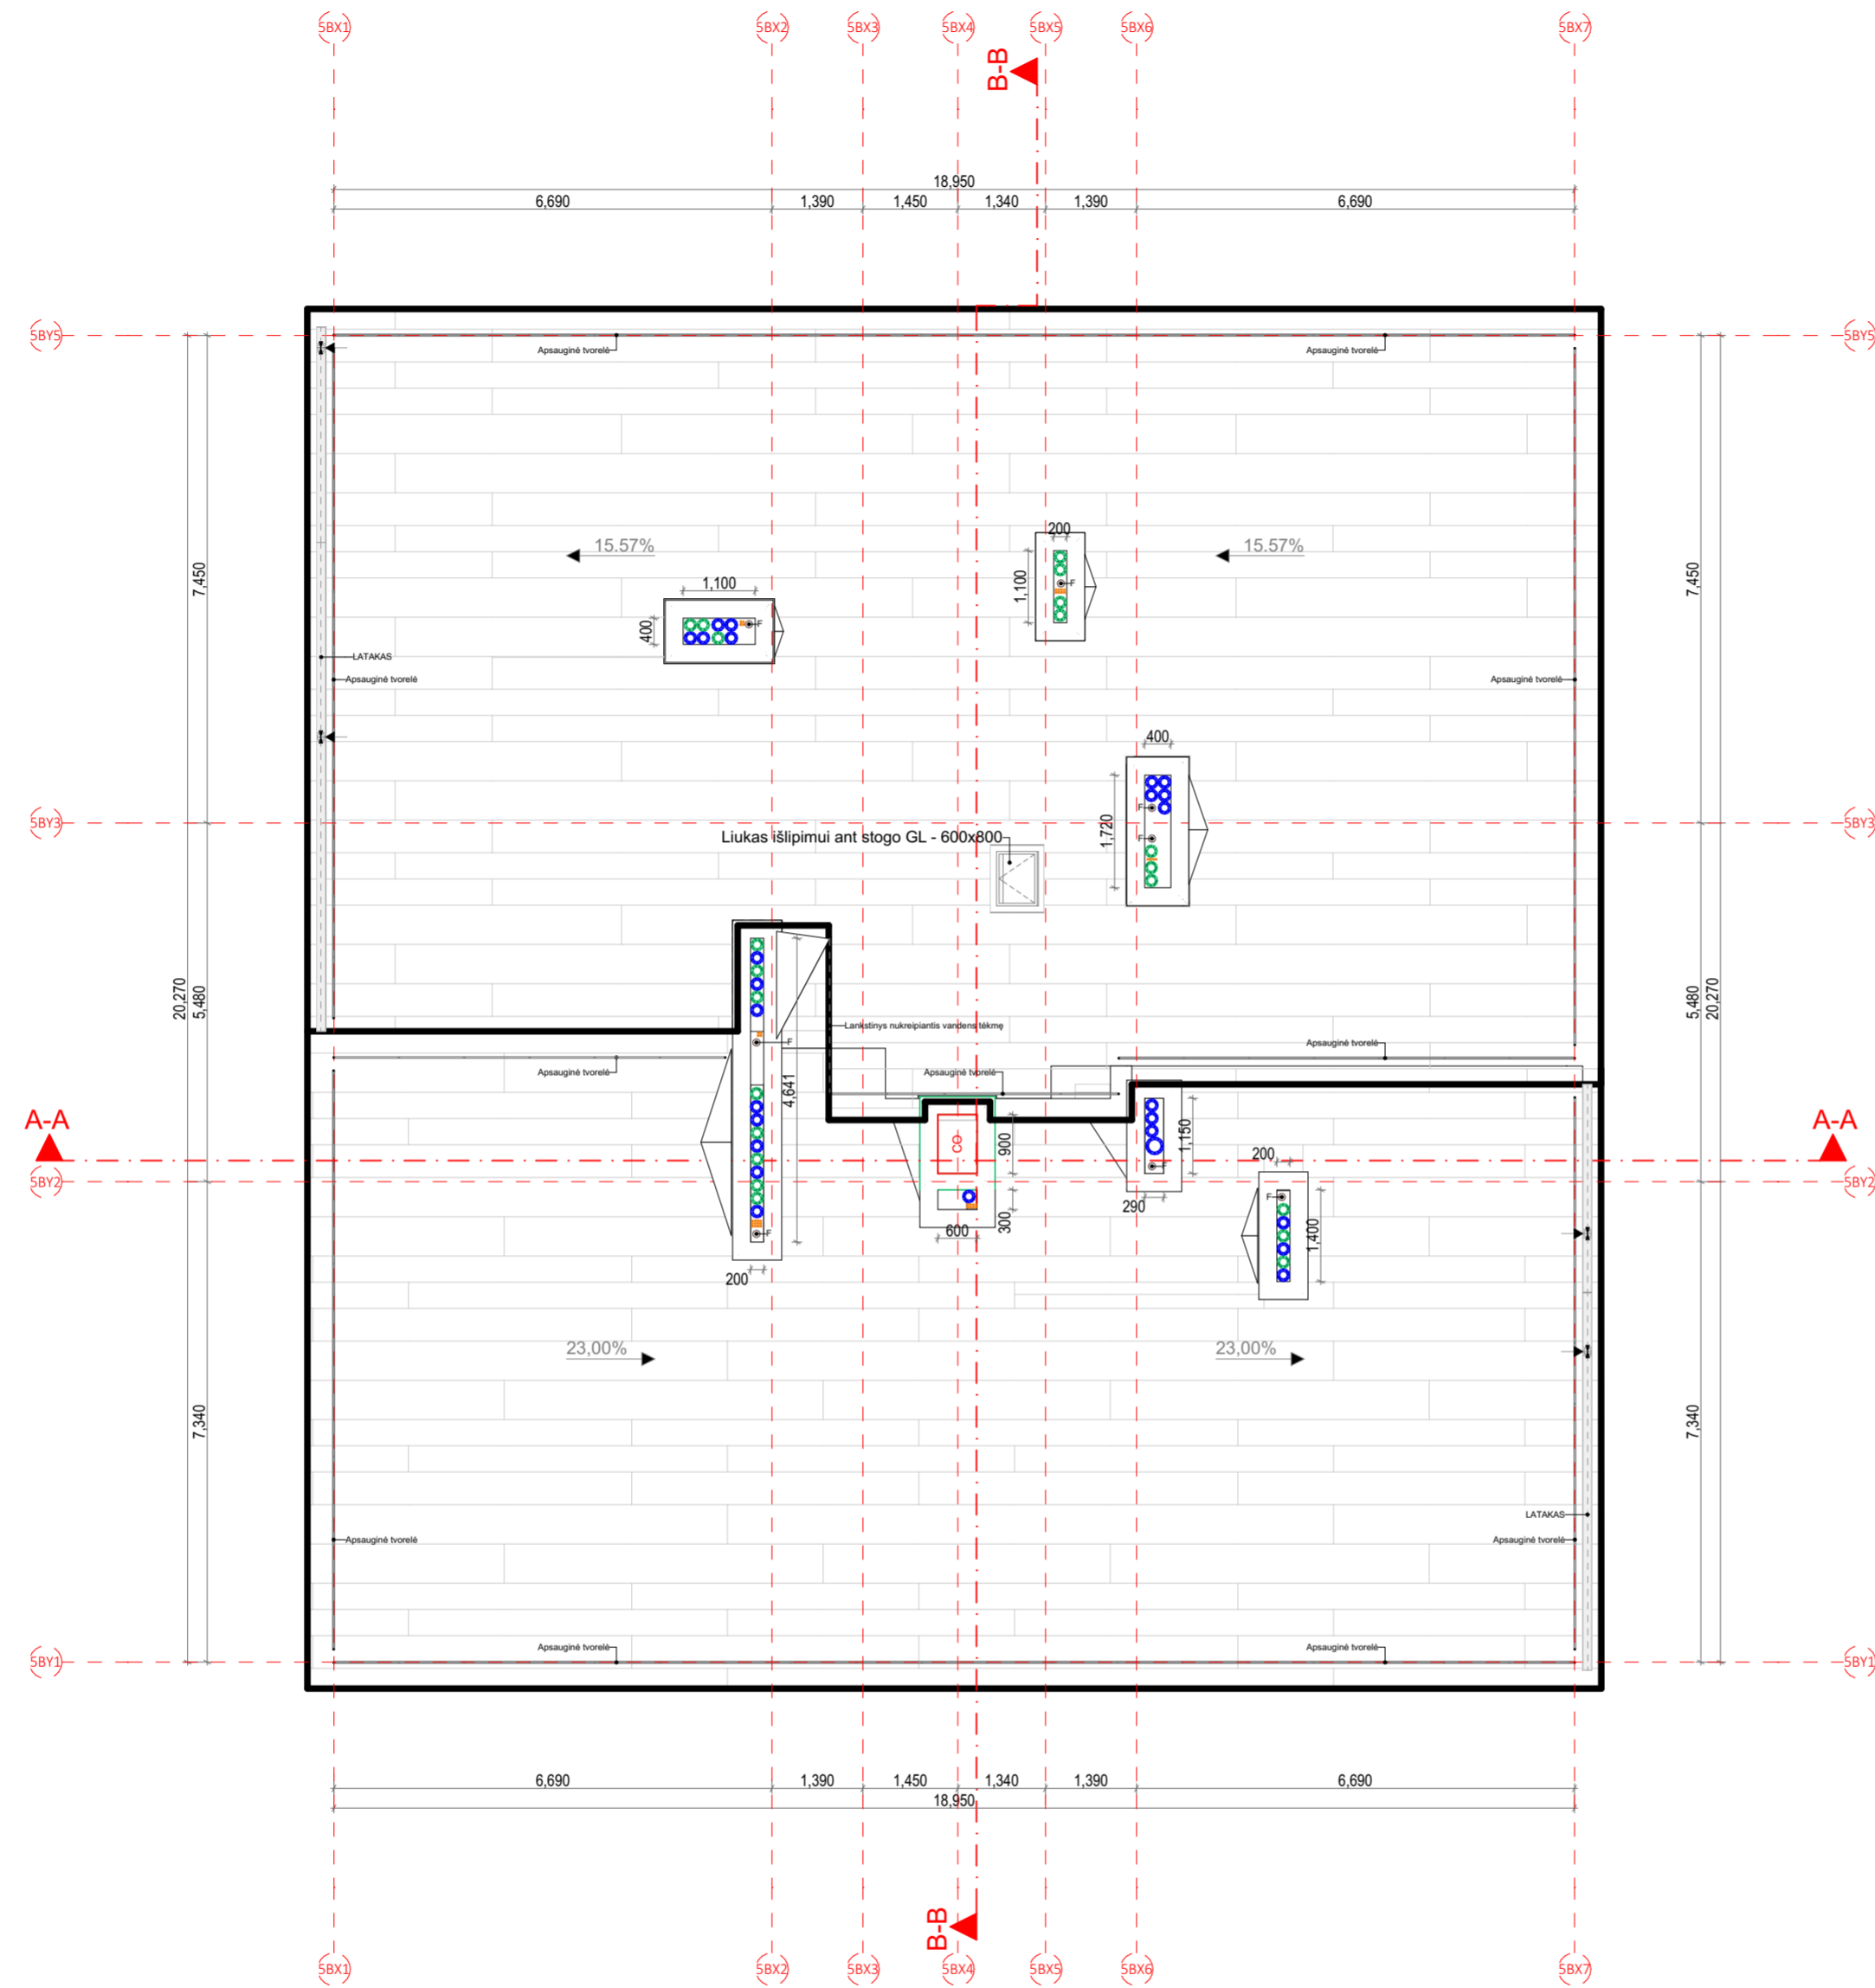 5BX1 5BX2 5BX3 5BX4 5BX5 5BX6 5BX7
B-B
18,950
6,690 1,390 1,450 1,340 1,390 6,690
5BY5 5BY5
Apsauginė tvorelė Apsauginė tvorelė
200
15.57% 15.57%
7,450 1,100 1,100 F 7,450
400 F
LATAKAS
Apsauginė tvorelė Apsauginė tvorelė
400
5BY3 F 5BY3
Liukas išlipimui ant stogo GL - 600x800 1,720 F
20,270 5,480 5,480 20,270
Lankstinys nukreipiantis vandens tėkmę
F Apsauginė tvorelė
Apsauginė tvorelė 4,641 Apsauginė tvorelė
A-A CO 900 1,150 A-A
200
F
5BY2 5BY2
290 F
600 300 1,400
F
200
23,00% 23,00%
7,340 7,340
LATAKAS
Apsauginė tvorelė Apsauginė tvorelė
Apsauginė tvorelė Apsauginė tvorelė
5BY1 5BY1
6,690 1,390 1,450 1,340 1,390 6,690
18,950
B-B
5BX1 5BX2 5BX3 5BX4 5BX5 5BX6 5BX7